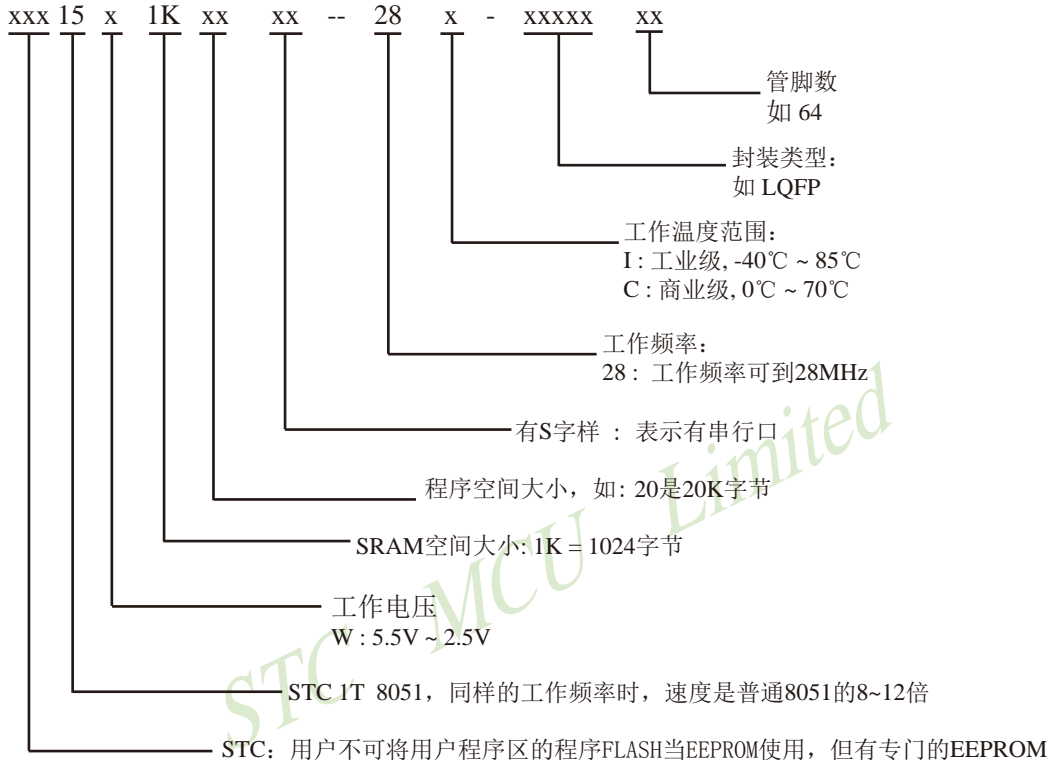 xxx 15 x 1K xx xx -- 28 x - xxxxx xx
管脚数
如 64
封装类型：
如 LQFP
工作温度范围：
I : 工业级, -40℃ ~ 85℃
C : 商业级, 0℃ ~ 70℃
工作频率：
28 : 工作频率可到28MHz
有S字样 : 表示有串行口
程序空间大小，如: 20是20K字节
SRAM空间大小: 1K = 1024字节
工作电压
W : 5.5V ~ 2.5V
STC 1T 8051，同样的工作频率时，速度是普通8051的8~12倍
STC：用户不可将用户程序区的程序FLASH当EEPROM使用，但有专门的EEPROM
STC MCU Limited